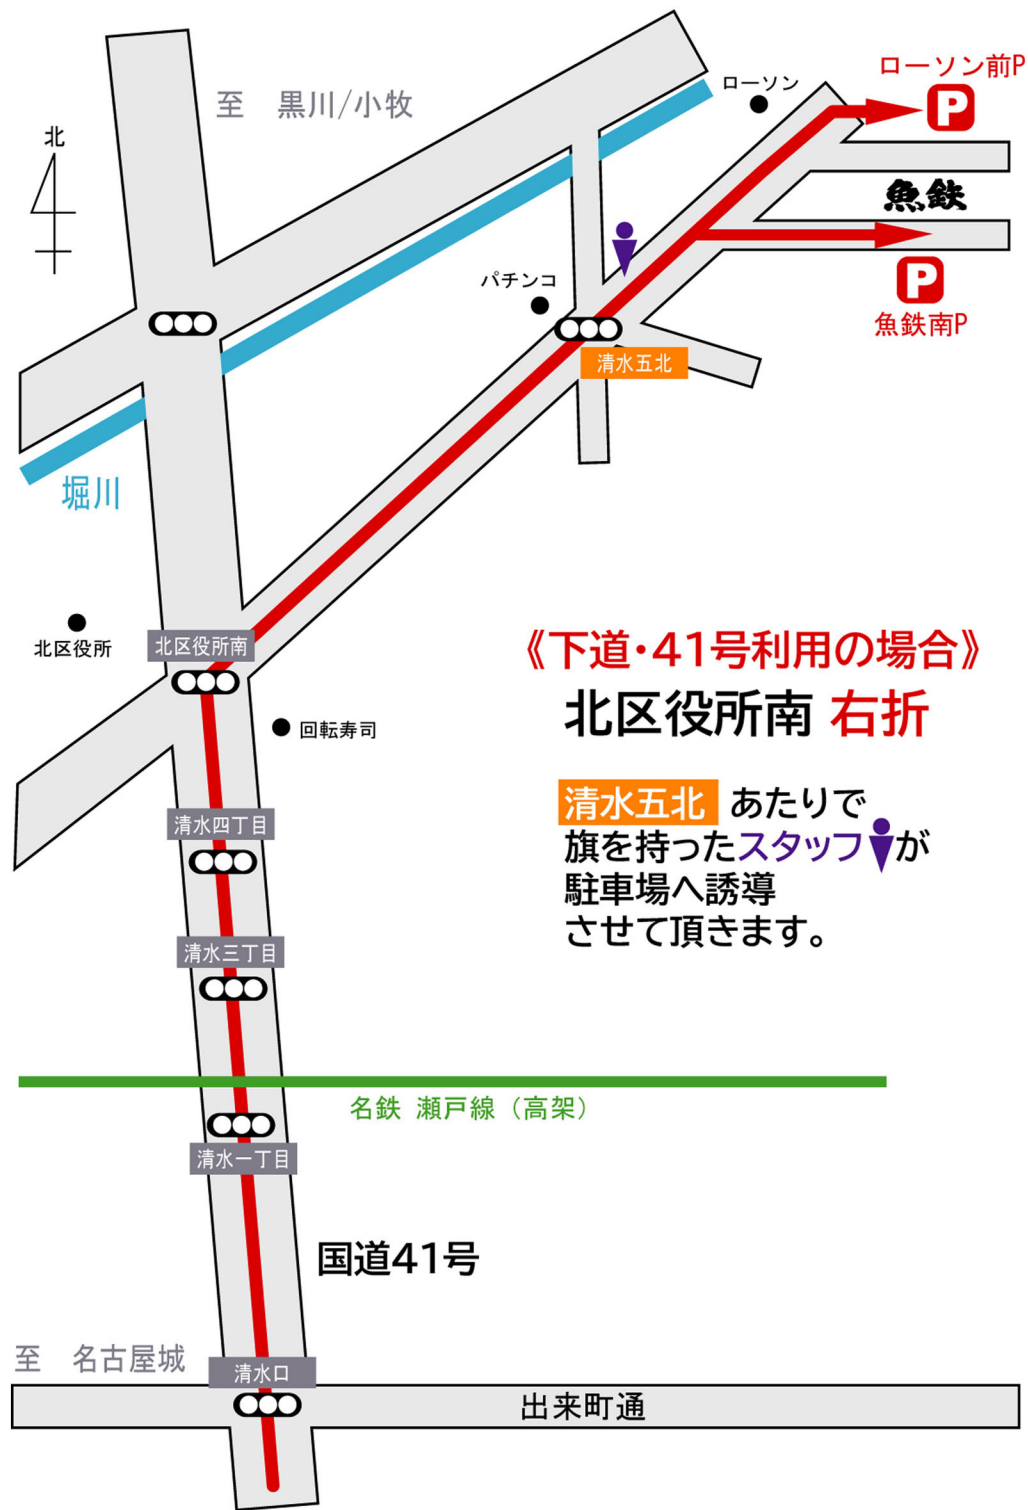 ローソン前P
P
ローソン
至 黒川/小牧
北
魚鉄
パチンコ
P
魚鉄南P
清水五北
堀川
北区役所
北区役所南
《下道・41号利用の場合》
北区役所南 右折
回転寿司
清水五北 あたりで
旗を持ったスタッフが
駐車場へ誘導
させて頂きます。
清水四丁目
清水三丁目
名鉄 瀬戸線（高架）
清水一丁目
国道41号
至 名古屋城
清水口
出来町通